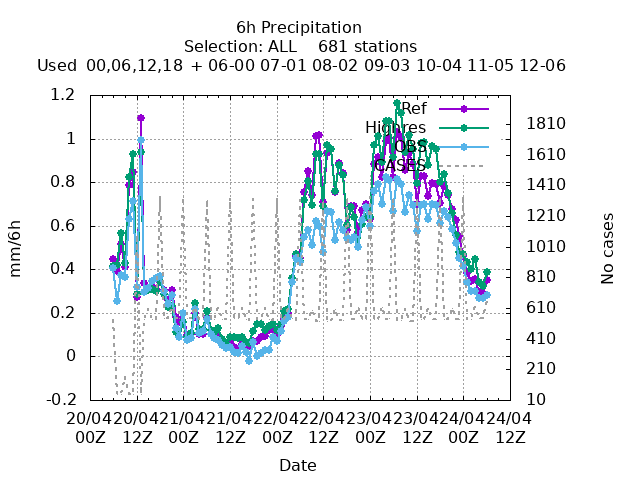 6h Precipitation
Selection: ALL 681 stations
Used 00,06,12,18 + 06-00 07-01 08-02 09-03 10-04 11-05 12-06
Ref
Highres
OBS
CASES
1.2
1
0.8
0.6
0.4
0.2
0
-0.2
mm/6h
1810
1610
1410
1210
1010
810
610
410
210
10
No cases
20/04 20/04 21/04 21/04 22/04 22/04 23/04 23/04 24/04 24/04
00Z 12Z 00Z 12Z 00Z 12Z 00Z 12Z 00Z 12Z
Date